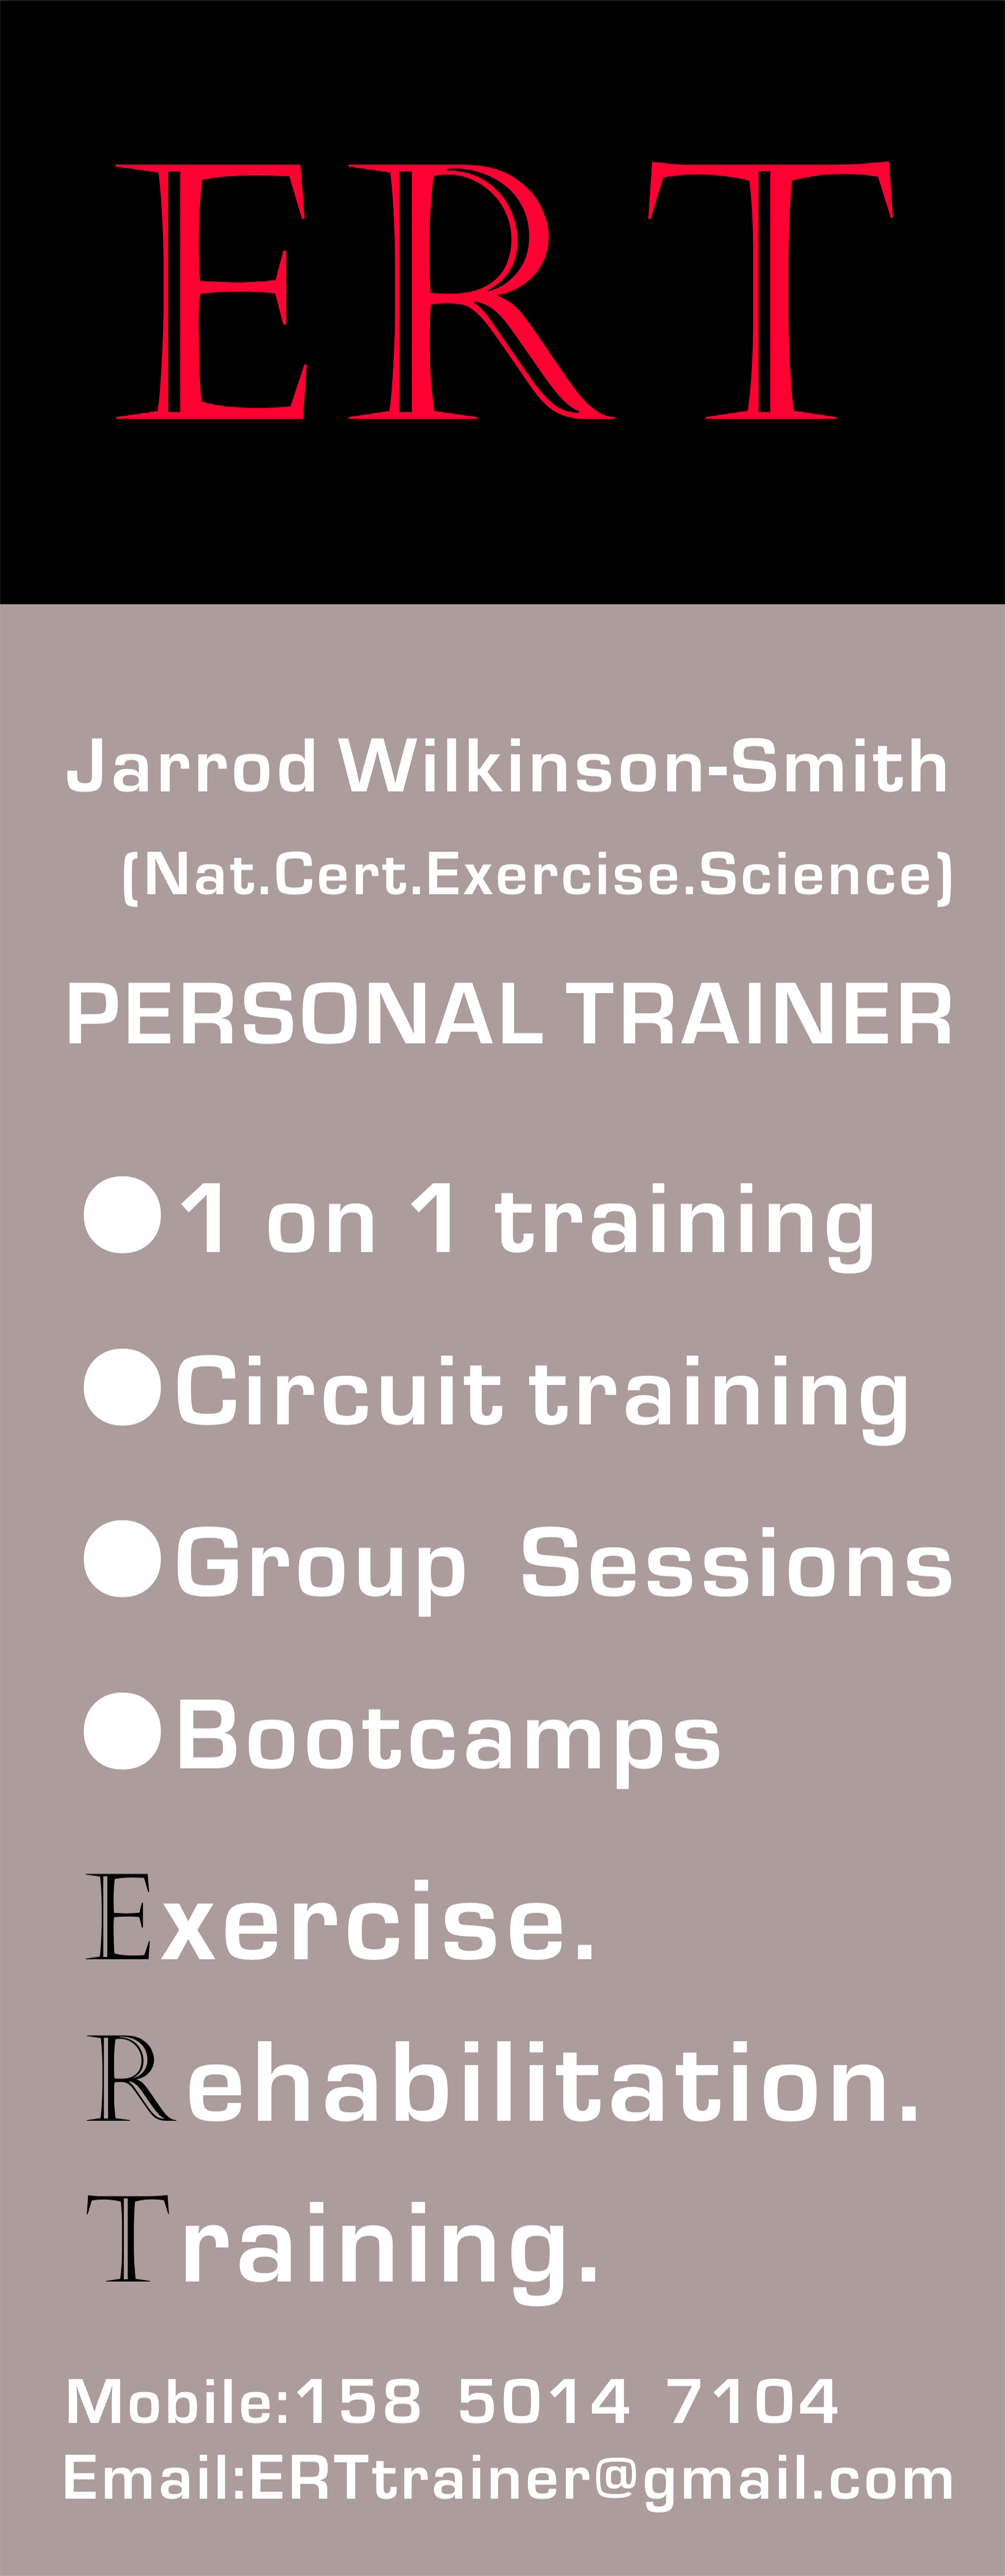 ERT
Jarrod Wilkinson-Smith
(Nat.Cert.Exercise.Science)
PERSONAL TRAINER
●1 on 1 training
●Circuit training
●Group Sessions
●Bootcamps
Exercise.
Rehabilitation.
Training.
Mobile:158 5014 7104
Email:ERTtrainer@gmail.com